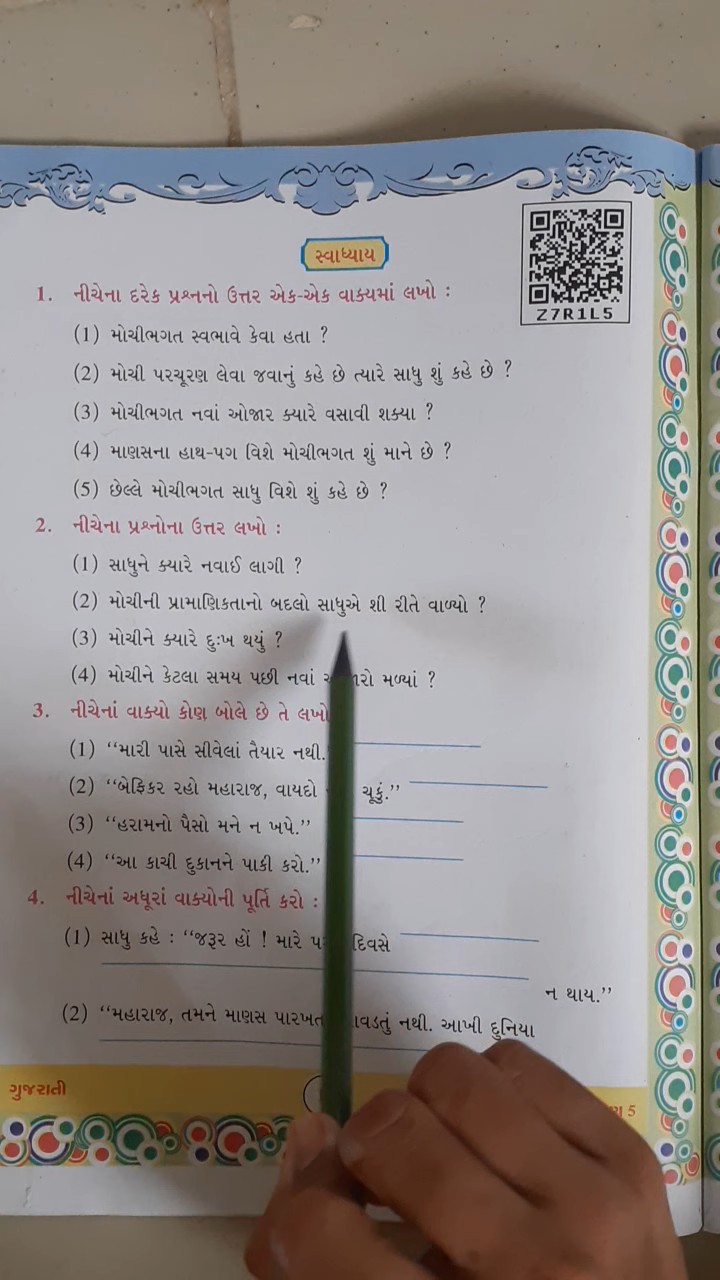 સ્વાધ્યાય
Z7R1L5
1. નીચેના દરેક પ્રશ્નનો ઉત્તર એક-એક વાક્યમાં લખો :
(1) મોચીભગત સ્વભાવે કેવા હતા ?
(2) મોચી પરચૂરણ લેવા જવાનું કહે છે ત્યારે સાધુ શું કહે છે ?
(3) મોચીભગત નવાં ઓજાર ક્યારે વસાવી શક્યા ?
(4) માણસના હાથ-પગ વિશે મોચીભગત શું માને છે ?
(5) છેલ્લે મોચીભગત સાધુ વિશે શું કહે છે ?
2. નીચેના પ્રશ્નોના ઉત્તર લખો :
(1) સાધુને ક્યારે નવાઈ લાગી ?
(2) મોચીની પ્રામાણિકતાનો બદલો સાધુએ શી રીતે વાળ્યો ?
(3) મોચીને ક્યારે દુઃખ થયું ?
(4) મોચીને કેટલા સમય પછી નવાં મળ્યાં ?
3. નીચેનાં વાક્યો કોણ બોલે છે તે લખો
(1) “મારી પાસે સીવેલાં તૈયાર નથી.
(2) “બેફિકર રહો મહારાજ, વાયદો ચૂકું.”
(3) “હરામનો પૈસો મને ન ખપે.”
(4) “આ કાચી દુકાનને પાકી કરો.”
4. નીચેનાં અધૂરાં વાક્યોની પૂર્તિ કરો :
(1) સાધુ કહે : “જરૂર હોં ! મારે દિવસે
ન થાય.”
(2) “મહારાજ, તમને માણસ નથી. આખી દુનિયા
ગુજરાતી
5